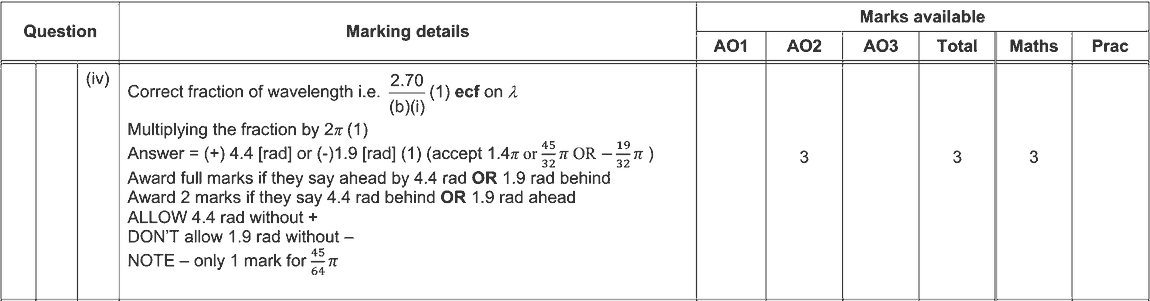 Question Marking details Marks available
AO1 AO2 AO3 Total Maths Prac
(iv) Correct fraction of wavelength i.e. 2.70/(b)(i) (1) ecf on λ
Multiplying the fraction by 2π (1)
Answer = (+) 4.4 [rad] or (-)1.9 [rad] (1) (accept 1.4π or 45/32 π OR − 19/32 π ) 3 3 3
Award full marks if they say ahead by 4.4 rad OR 1.9 rad behind
Award 2 marks if they say 4.4 rad behind OR 1.9 rad ahead
ALLOW 4.4 rad without +
DON'T allow 1.9 rad without –
NOTE – only 1 mark for 45/64 π